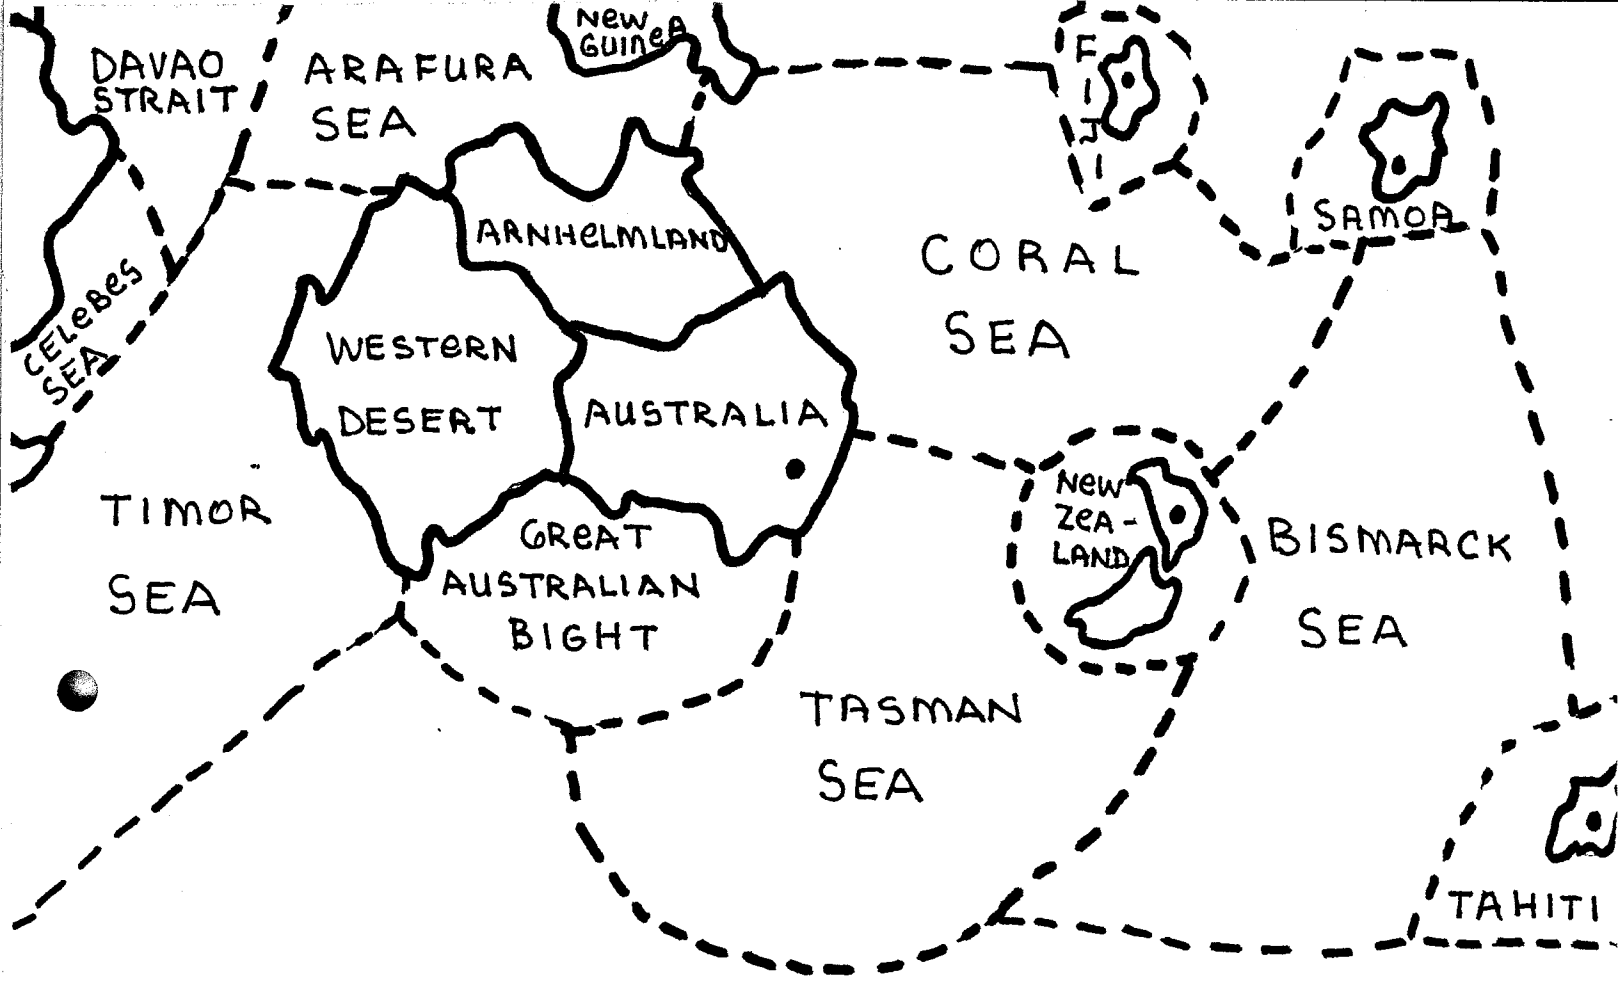 NEW
GUINEA
DAVAO
STRAIT
ARAFURA
SEA
FIJI
SAMOA
ARNHELMLAND
CORAL
SEA
CELEBES
SEA
WESTERN
DESERT
AUSTRALIA
NEW
ZEA-
LAND
TIMOR
SEA
GREAT
AUSTRALIAN
BIGHT
BISMARCK
SEA
TASMAN
SEA
TAHITI